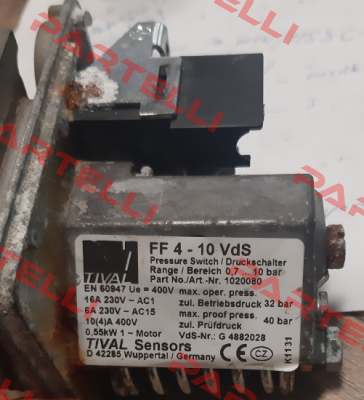 PARTELLI
FF 4 - 10 VdS
Pressure Switch / Druckschalter
Range / Bereich 0,7 ... 10 bar
Part No./Art.-Nr. 1020080
TIVAL
EN 60947 Ue = 400V
max. oper. press.
16A 230V - AC1
zul. Betriebsdruck 32 bar
6A 230V - AC15
max. proof press. 40 bar
10(4)A 400V
zul. Prüfdruck
0,55kW 1 - Motor
VdS-Nr.: G 4882028
TIVAL Sensors
D 42285 Wuppertal / Germany
CE
K1131